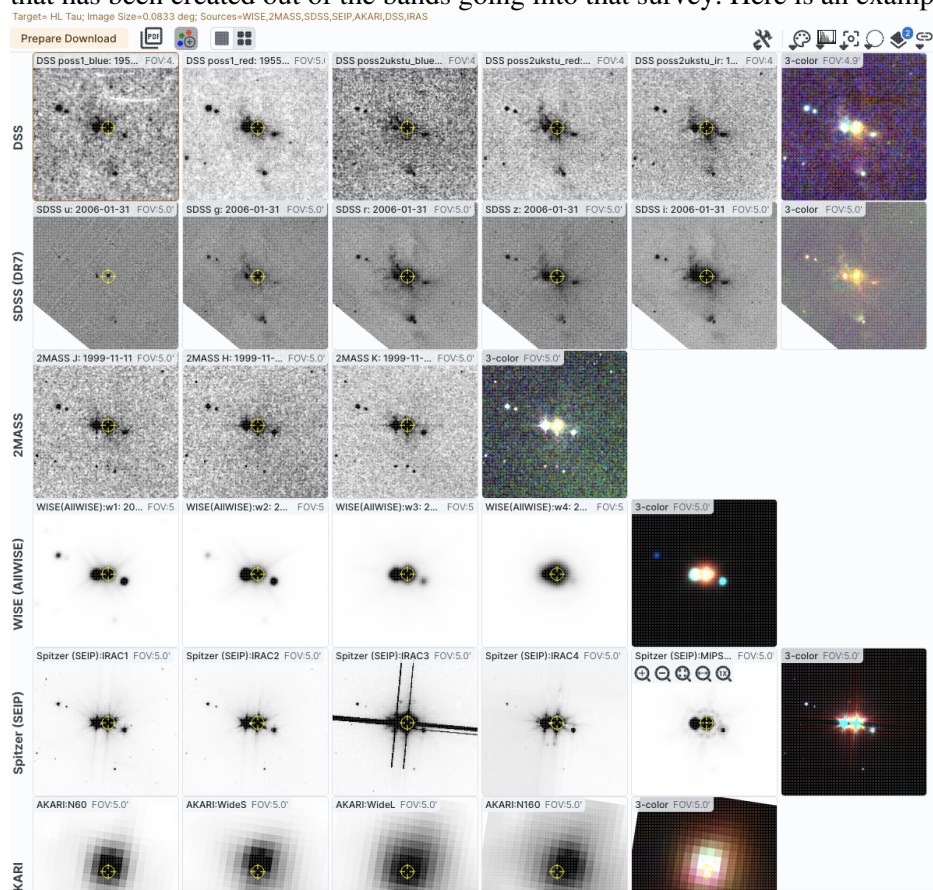 that has been created out of the bands going into that survey. Here is an examp
Target= HL Tau; Image Size=0.0833 deg; Sources=WISE,2MASS,SDSS,SEIP,AKARI,DSS,IRAS
Prepare Download PDF 2
DSS
DSS poss1_blue: 195... FOV:4. DSS poss1_red: 1955... FOV:5. DSS poss2ukstu_blue... FOV:4 DSS poss2ukstu_red:... FOV:4 DSS poss2ukstu_ir: 1... FOV:4 3-color FOV:4.9'
SDSS (DR7)
SDSS u: 2006-01-31 FOV:5.0' SDSS g: 2006-01-31 FOV:5.0' SDSS r: 2006-01-31 FOV:5.0' SDSS z: 2006-01-31 FOV:5.0' SDSS i: 2006-01-31 FOV:5.0' 3-color FOV:5.0'
2MASS
2MASS J: 1999-11-11 FOV:5.0' 2MASS H: 1999-11-... FOV:5.0' 2MASS K: 1999-11-... FOV:5.0' 3-color FOV:5.0'
WISE (AllWISE)
WISE(AllWISE):w1: 20... FOV:5 WISE(AllWISE):w2: 2... FOV:5 WISE(AllWISE):w3: 2... FOV:5 WISE(AllWISE):w4: 2... FOV:5 3-color FOV:5.0'
Spitzer (SEIP)
Spitzer (SEIP):IRAC1 FOV:5.0' Spitzer (SEIP):IRAC2 FOV:5.0' Spitzer (SEIP):IRAC3 FOV:5.0' Spitzer (SEIP):IRAC4 FOV:5.0' Spitzer (SEIP):MIPS... FOV:5.0' 3-color FOV:5.0'
1X
KARI
AKARI:N60 FOV:5.0' AKARI:WideS FOV:5.0' AKARI:WideL FOV:5.0' AKARI:N160 FOV:5.0' 3-color FOV:5.0'